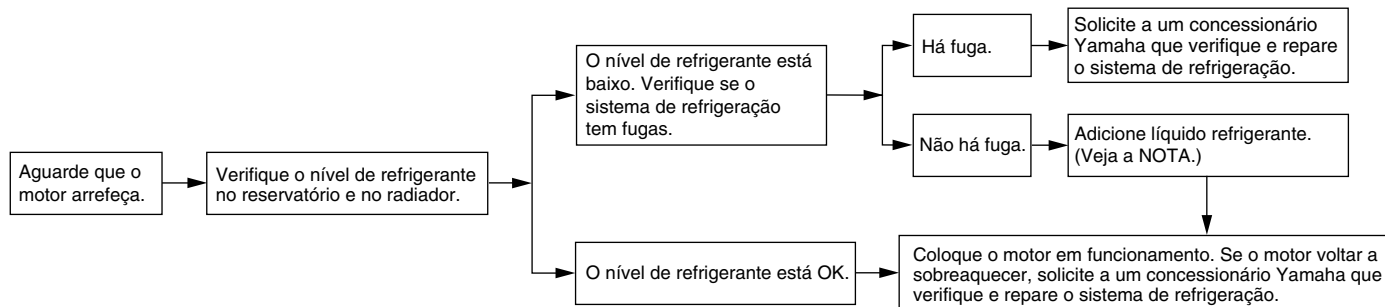 Aguarde que o
motor arrefeça.
Verifique o nível de refrigerante
no reservatório e no radiador.
O nível de refrigerante está
baixo. Verifique se o
sistema de refrigeração
tem fugas.
Há fuga.
Solicite a um concessionário
Yamaha que verifique e repare
o sistema de refrigeração.
Não há fuga.
Adicione líquido refrigerante.
(Veja a NOTA.)
O nível de refrigerante está OK.
Coloque o motor em funcionamento. Se o motor voltar a
sobreaquecer, solicite a um concessionário Yamaha que
verifique e repare o sistema de refrigeração.